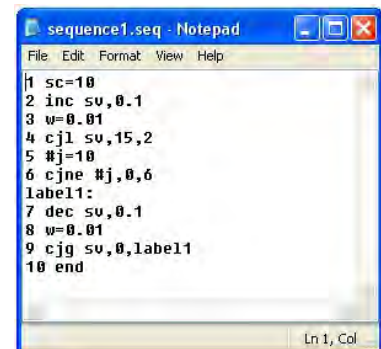 sequence1.seq - Notepad
File Edit Format View Help
1 sc=10
2 inc sv,0.1
3 w=0.01
4 cjl sv,15,2
5 #j=10
6 cjne #j,0,6
label1:
7 dec sv,0.1
8 w=0.01
9 cjg sv,0,label1
10 end
Ln 1, Col